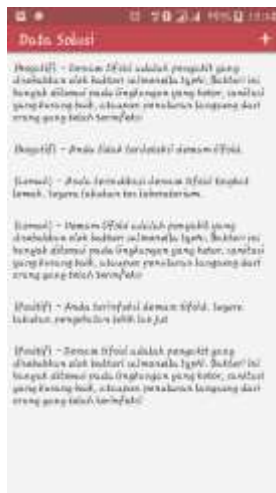 Data Solusi +
(Negatif) - Demam tifoid adalah penyakit yang
disebabkan oleh bakteri salmonella typhi. Bakteri ini
banyak ditemui pada lingkungan yang kotor, sanitasi
yang kurang baik, ataupun penularan langsung dari
orang yang telah terinfeksi
(Negatif) - Anda tidak terdeteksi demam tifoid.
(Lemah) - Anda terindikasi demam tifoid tingkat
lemah. Segera lakukan tes laboratorium.
(Lemah) - Demam tifoid adalah penyakit yang
disebabkan oleh bakteri salmonella typhi. Bakteri ini
banyak ditemui pada lingkungan yang kotor, sanitasi
yang kurang baik, ataupun penularan langsung dari
orang yang telah terinfeksi
(Positif) - Anda terinfeksi demam tifoid. Segera
lakukan pengobatan lebih lanjut
(Positif) - Demam tifoid adalah penyakit yang
disebabkan oleh bakteri salmonella typhi. Bakteri ini
banyak ditemui pada lingkungan yang kotor, sanitasi
yang kurang baik, ataupun penularan langsung dari
orang yang telah terinfeksi